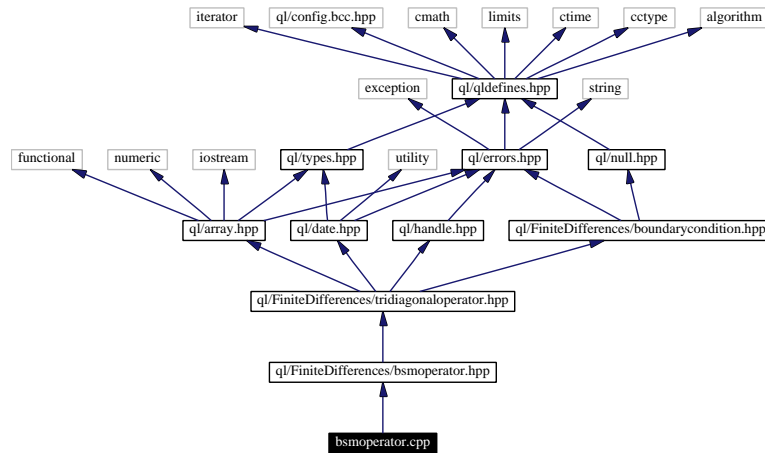 iterator ql/config.bcc.hpp cmath limits ctime cctype algorithm
exception ql/qldefines.hpp string
functional numeric iostream ql/types.hpp utility ql/errors.hpp ql/null.hpp
ql/array.hpp ql/date.hpp ql/handle.hpp ql/FiniteDifferences/boundarycondition.hpp
ql/FiniteDifferences/tridiagonaloperator.hpp
ql/FiniteDifferences/bsmoperator.hpp
bsmoperator.cpp